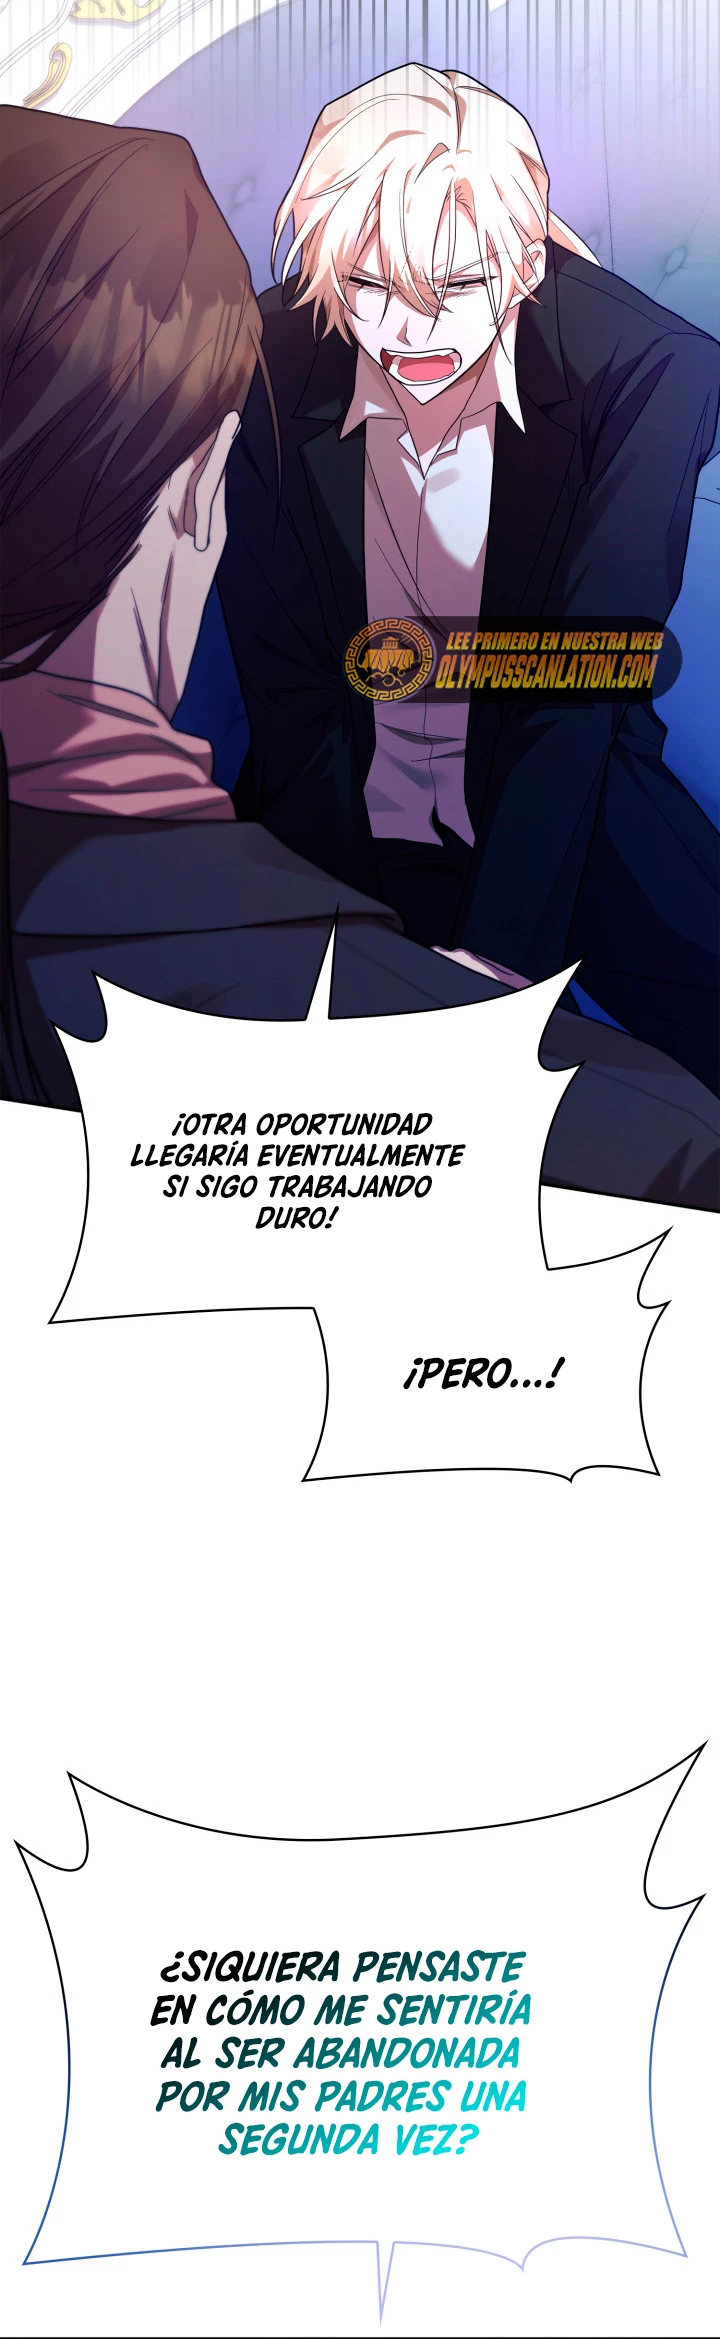 LEE PRIMERO EN NUESTRA WEB
OLYMPUSSCANLATION.COM
¡OTRA OPORTUNIDAD
LLEGARÍA EVENTUALMENTE
SI SIGO TRABAJANDO
DURO!
¡PERO...!
¿SIQUIERA PENSASTE
EN CÓMO ME SENTIRÍA
AL SER ABANDONADA
POR MIS PADRES UNA
SEGUNDA VEZ?